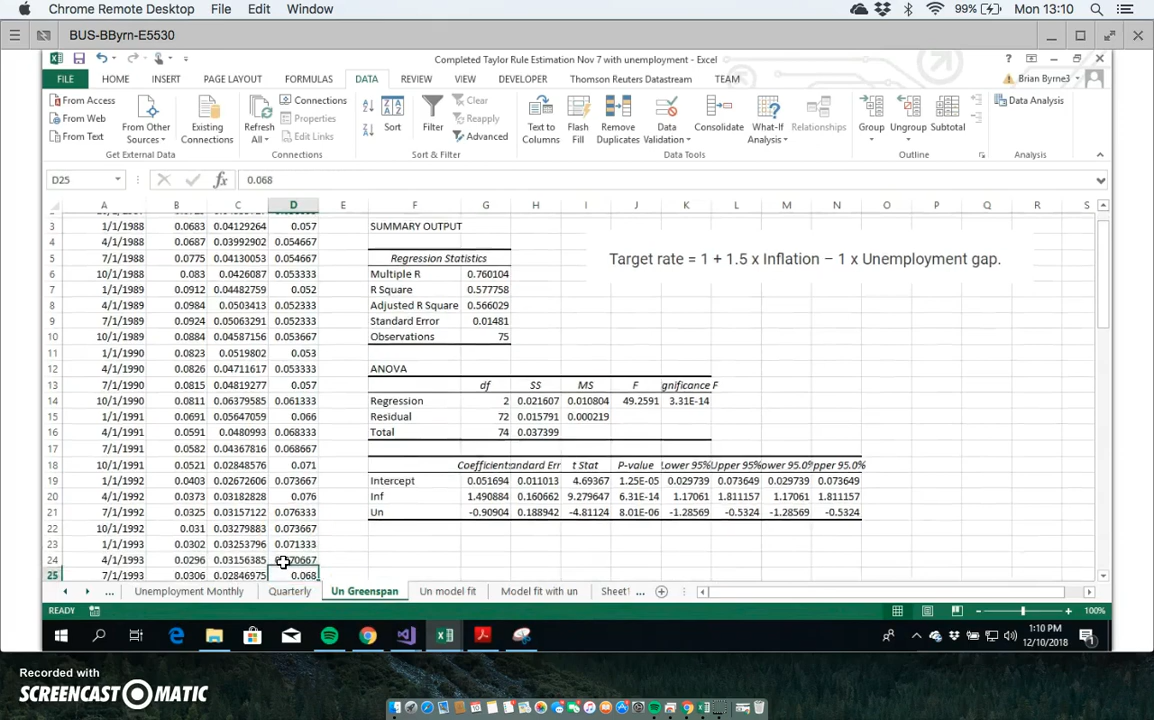 Chrome Remote Desktop File Edit Window 99% Mon 13:10
BUS-BByrn-E5530
Completed Taylor Rule Estimation Nov 7 with unemployment - Excel
FILE HOME INSERT PAGE LAYOUT FORMULAS DATA REVIEW VIEW DEVELOPER Thomson Reuters Datastream TEAM Brian Byrne3
From Access
From Web
From Text
From Other Sources
Existing Connections
Refresh All
Connections
Properties
Edit Links
Sort
Filter
Clear
Reapply
Advanced
Text to Columns
Flash Fill
Remove Duplicates
Data Validation
Consolidate
What-If Analysis
Relationships
Group
Ungroup
Subtotal
Data Analysis
Get External Data Connections Sort & Filter Data Tools Outline Analysis
D25 fx 0.068
A B C D E F G H I J K L M N O P Q R S
3 1/1/1988 0.0683 0.04129264 0.057 SUMMARY OUTPUT
Target rate = 1 + 1.5 x Inflation − 1 x Unemployment gap.
4 4/1/1988 0.0687 0.03992902 0.054667
5 7/1/1988 0.0775 0.04130053 0.054667 Regression Statistics
6 10/1/1988 0.083 0.0426087 0.053333 Multiple R 0.760104
7 1/1/1989 0.0912 0.04482759 0.052 R Square 0.577758
8 4/1/1989 0.0984 0.0503413 0.052333 Adjusted R Square 0.566029
9 7/1/1989 0.0924 0.05063291 0.052333 Standard Error 0.01481
10 10/1/1989 0.0884 0.04587156 0.053667 Observations 75
11 1/1/1990 0.0823 0.0519802 0.053
12 4/1/1990 0.0826 0.04711617 0.053333 ANOVA
13 7/1/1990 0.0815 0.04819277 0.057 df SS MS F gnificance F
14 10/1/1990 0.0811 0.06379585 0.061333 Regression 2 0.021607 0.010804 49.2591 3.31E-14
15 1/1/1991 0.0691 0.05647059 0.066 Residual 72 0.015791 0.000219
16 4/1/1991 0.0591 0.0480993 0.068333 Total 74 0.037399
17 7/1/1991 0.0582 0.04367816 0.068667
18 10/1/1991 0.0521 0.02848576 0.071 Coefficient andard Err t Stat P-value Lower 95% Upper 95% ower 95.0% pper 95.0%
19 1/1/1992 0.0403 0.02672606 0.073667 Intercept 0.051694 0.011013 4.69367 1.25E-05 0.029739 0.073649 0.029739 0.073649
20 4/1/1992 0.0373 0.03182828 0.076 Inf 1.490884 0.160662 9.279647 6.31E-14 1.17061 1.811157 1.17061 1.811157
21 7/1/1992 0.0325 0.03157122 0.076333 Un -0.90904 0.188942 -4.81124 8.01E-06 -1.28569 -0.5324 -1.28569 -0.5324
22 10/1/1992 0.031 0.03279883 0.073667
23 1/1/1993 0.0302 0.03253796 0.071333
24 4/1/1993 0.0296 0.03156385 70667
25 7/1/1993 0.0306 0.02846975 0.068
... Unemployment Monthly Quarterly Un Greenspan Un model fit Model fit with un Sheet ...
READY 100%
1:10 PM
12/10/2018
Recorded with
SCREENCAST MATIC